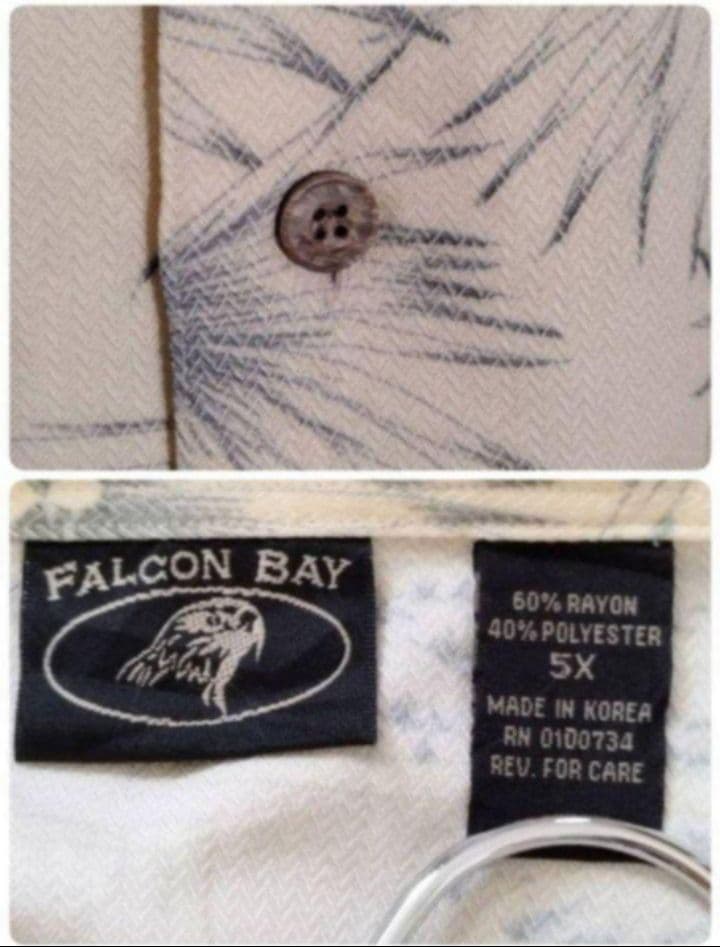 FALCON BAY
60% RAYON
40% POLYESTER
5X
MADE IN KOREA
RN 0100734
REV. FOR CARE